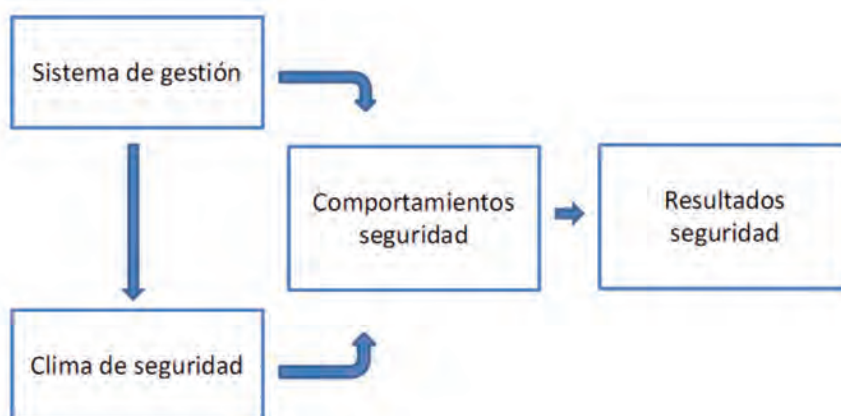 Sistema de gestión
Comportamientos
seguridad
Resultados
seguridad
Clima de seguridad